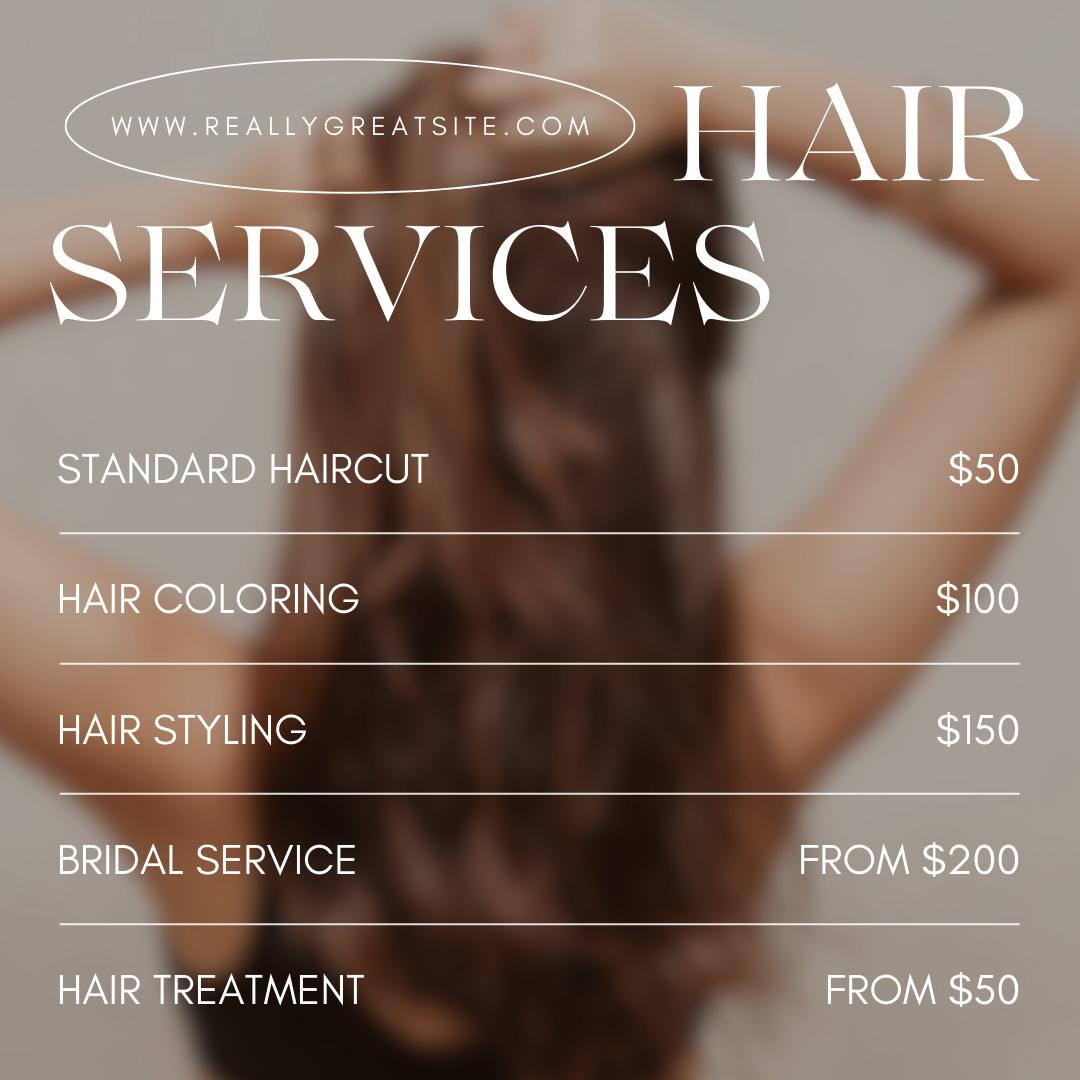 WWW.REALLYGREATSITE.COM HAIR
SERVICES
STANDARD HAIRCUT $50
HAIR COLORING $100
HAIR STYLING $150
BRIDAL SERVICE FROM $200
HAIR TREATMENT FROM $50